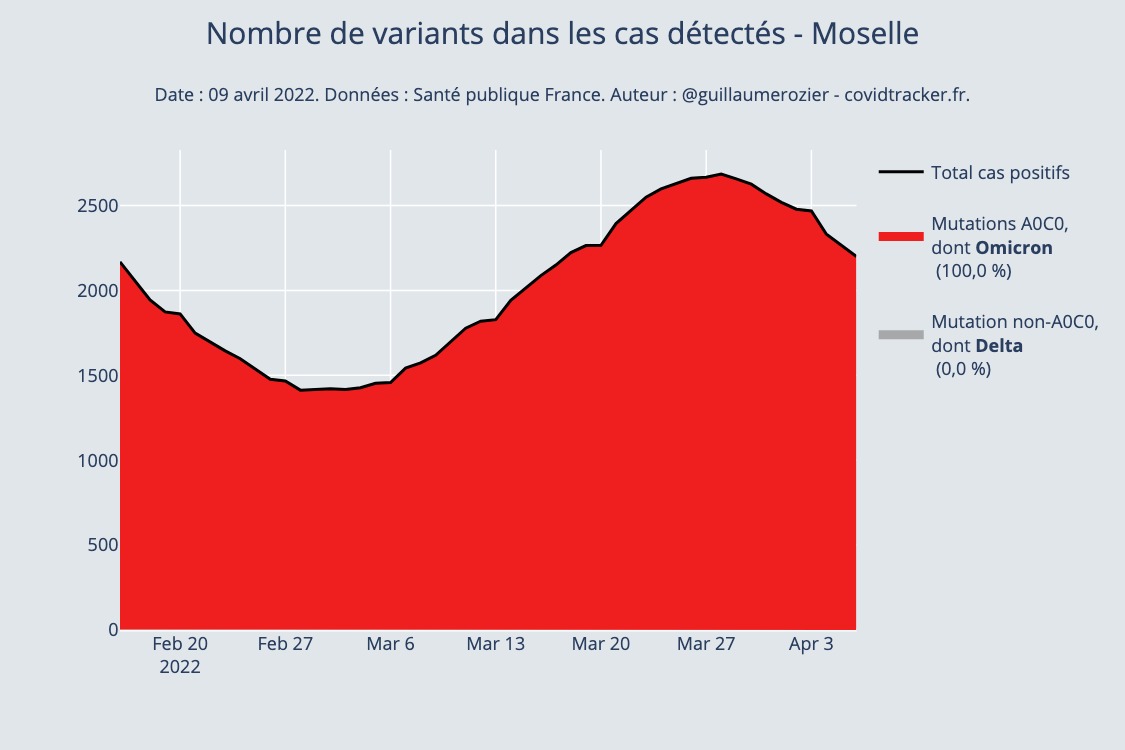 Nombre de variants dans les cas détectés - Moselle
Date : 09 avril 2022. Données : Santé publique France. Auteur : @guillaumerozier - covidtracker.fr.
Total cas positifs
Mutations A0C0,
dont Omicron
(100,0 %)
Mutation non-A0C0,
dont Delta
(0,0 %)
2500
2000
1500
1000
500
0
Feb 20 Feb 27 Mar 6 Mar 13 Mar 20 Mar 27 Apr 3
2022